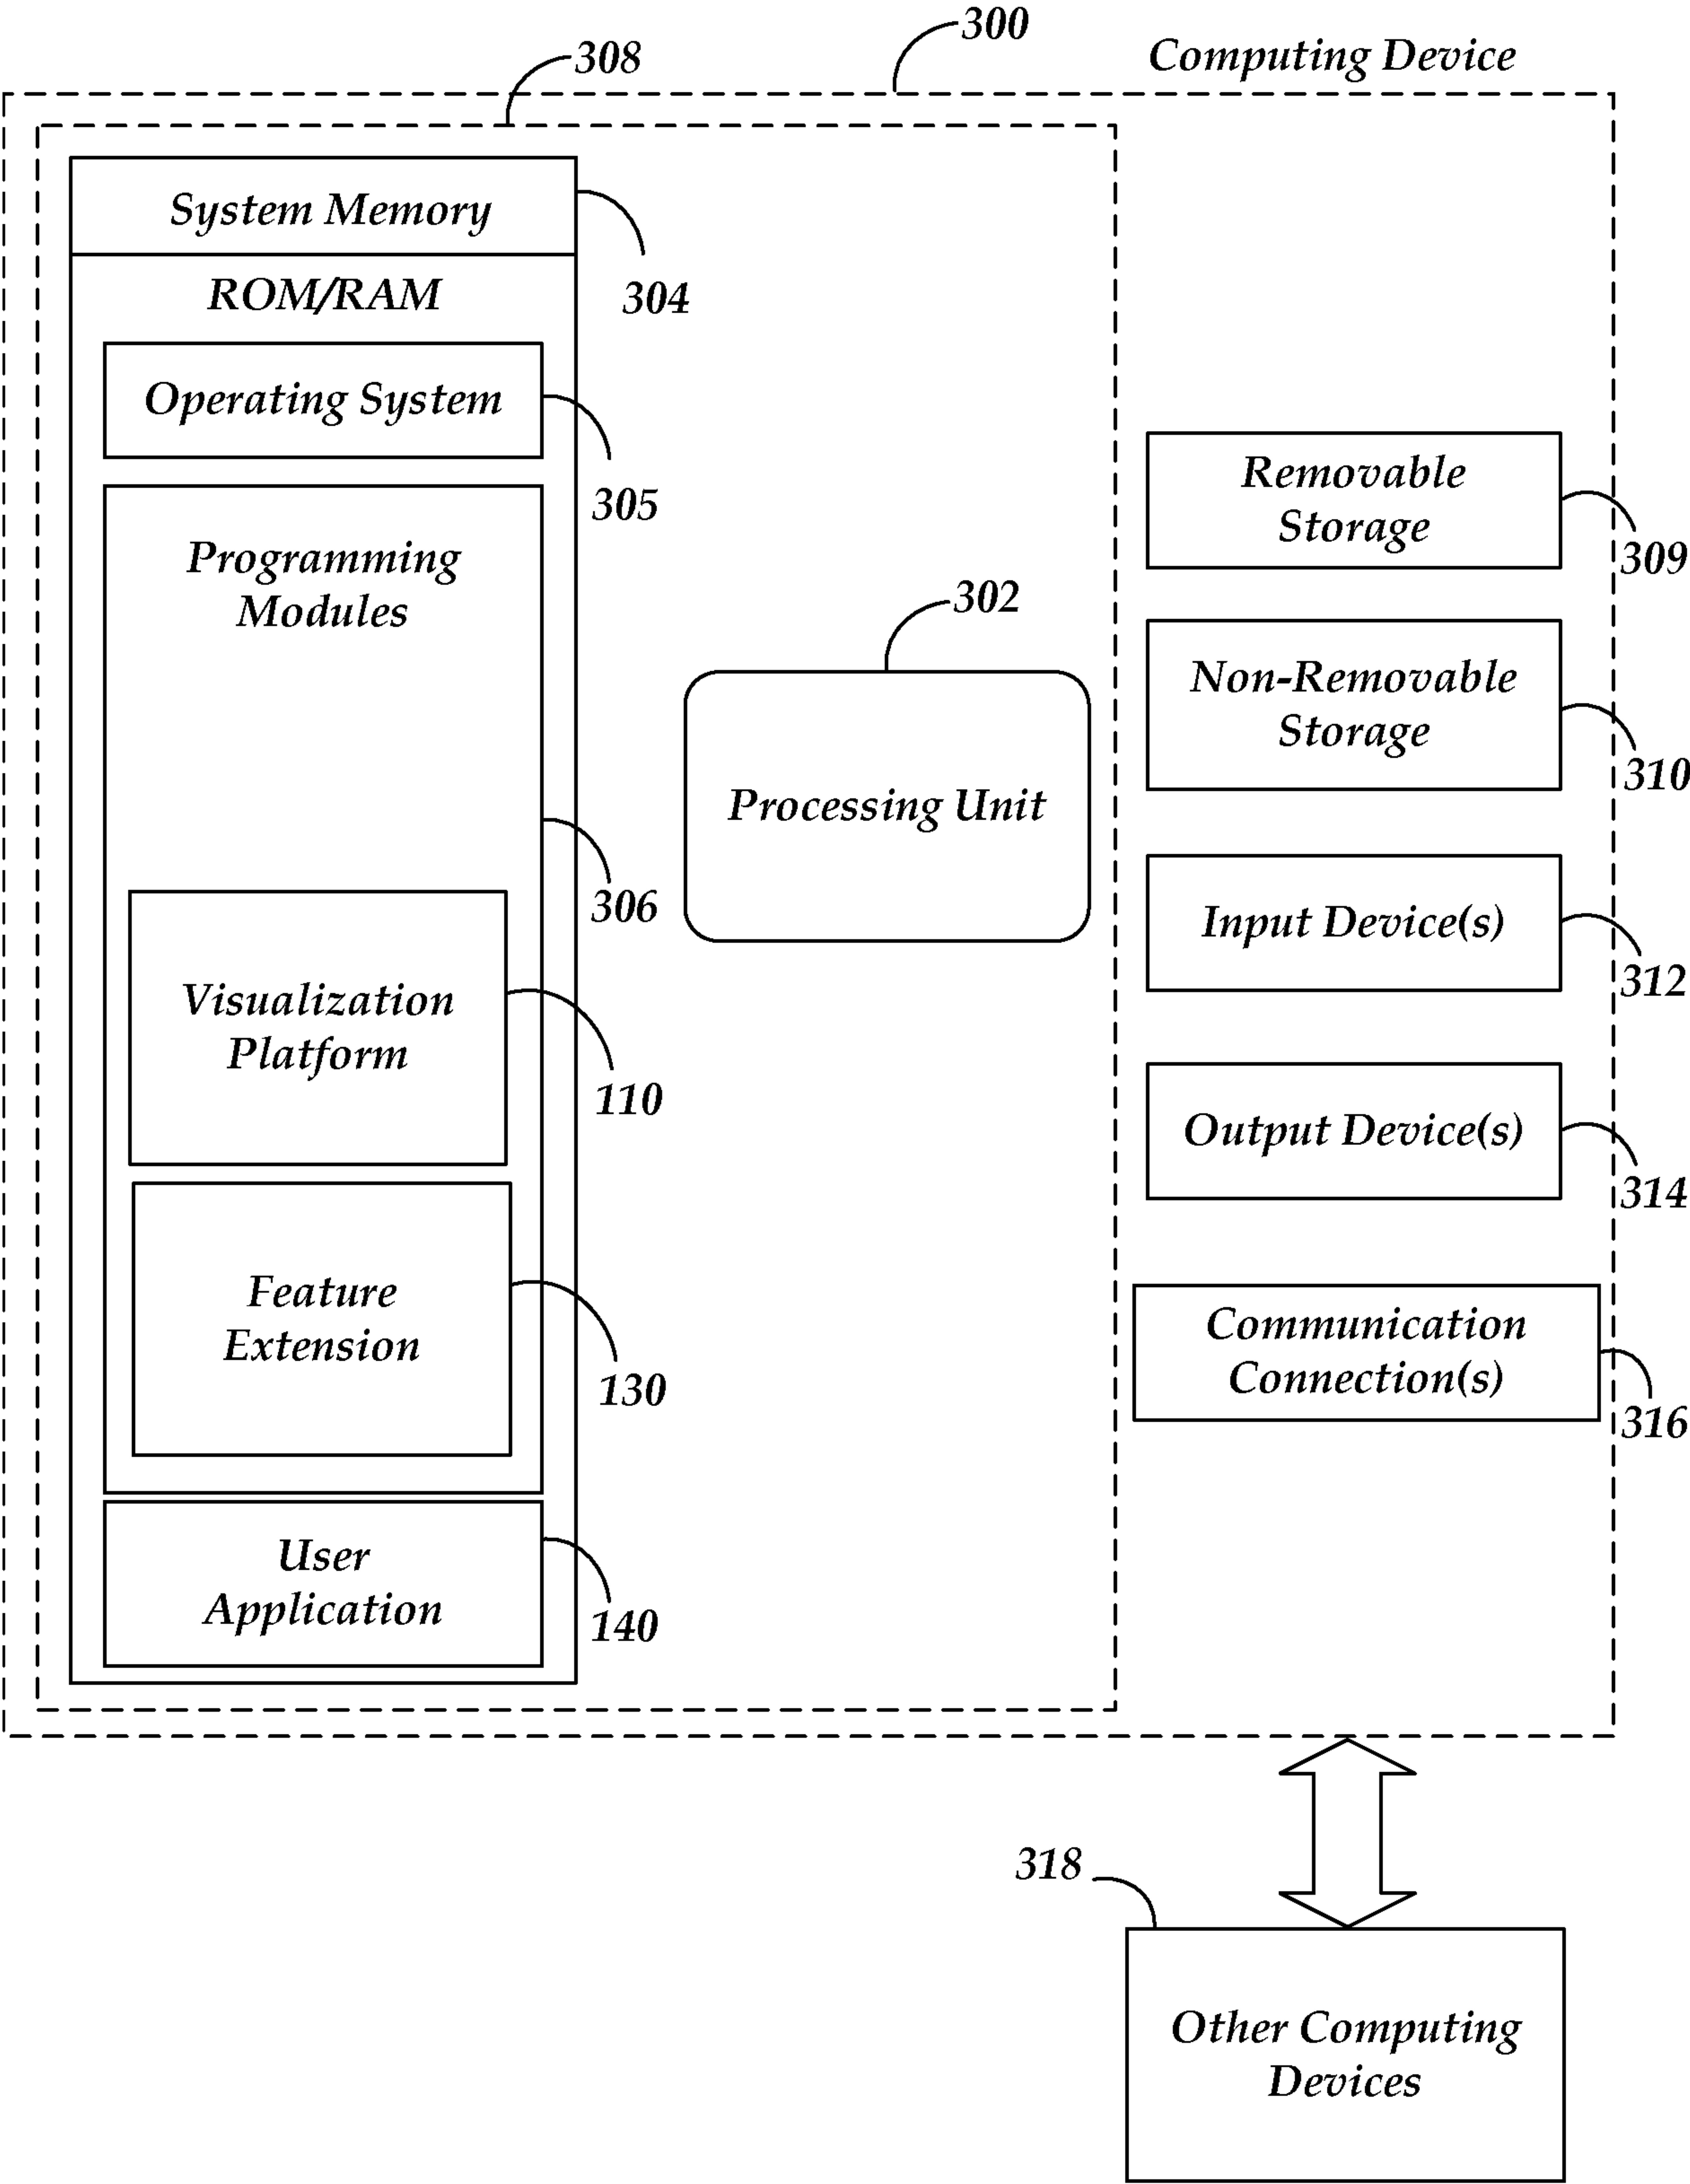 300
Computing Device
308
System Memory
304
ROM/RAM
Operating System
305
Programming
Modules
306
Visualization
Platform
110
Feature
Extension
130
User
Application
140
302
Processing Unit
Removable
Storage
309
Non-Removable
Storage
310
Input Device(s)
312
Output Device(s)
314
Communication
Connection(s)
316
318
Other Computing
Devices